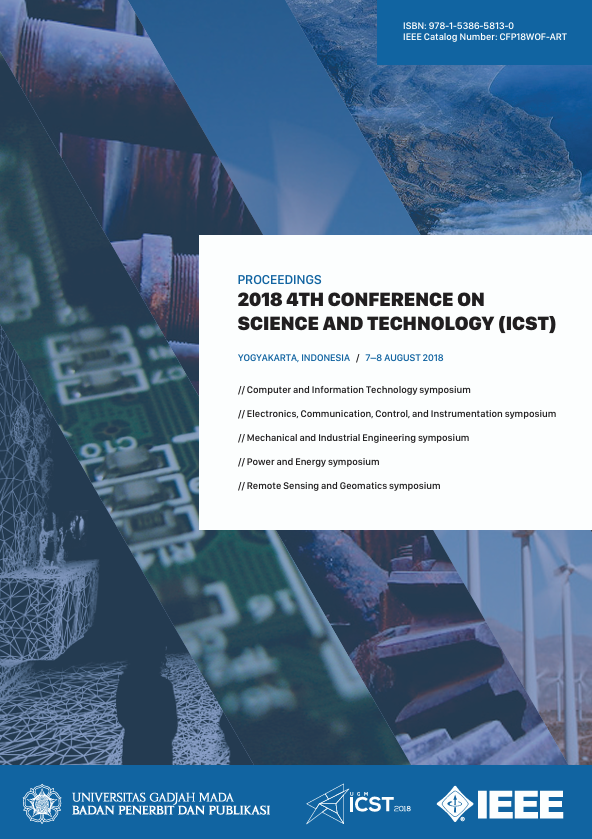 ISBN: 978-1-5386-5813-0
IEEE Catalog Number: CFP18WOF-ART
PROCEEDINGS
2018 4TH CONFERENCE ON
SCIENCE AND TECHNOLOGY (ICST)
YOGYAKARTA, INDONESIA / 7–8 AUGUST 2018
// Computer and Information Technology symposium
// Electronics, Communication, Control, and Instrumentation symposium
// Mechanical and Industrial Engineering symposium
// Power and Energy symposium
// Remote Sensing and Geomatics symposium
C7
C10
UNIVERSITAS GADJAH MADA
BADAN PENERBIT DAN PUBLIKASI
UGM
ICST 2018
IEEE